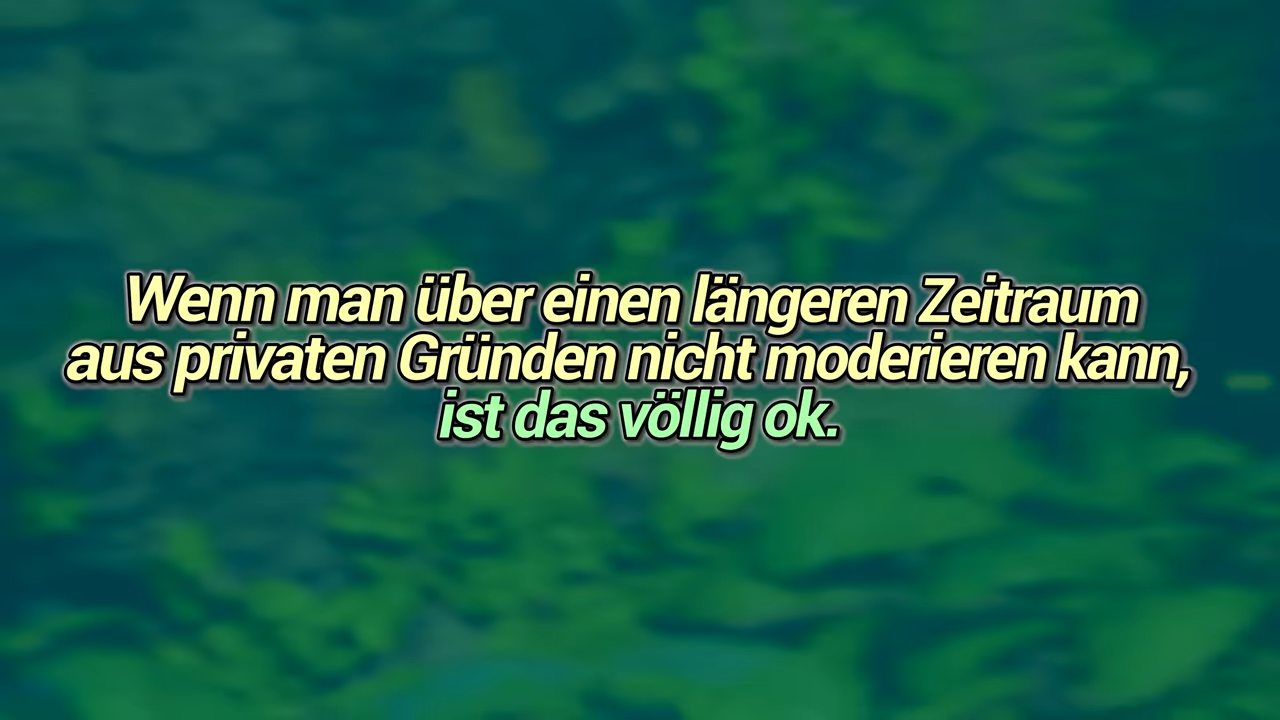 Wenn man über einen längeren Zeitraum
aus privaten Gründen nicht moderieren kann,
ist das völlig ok.